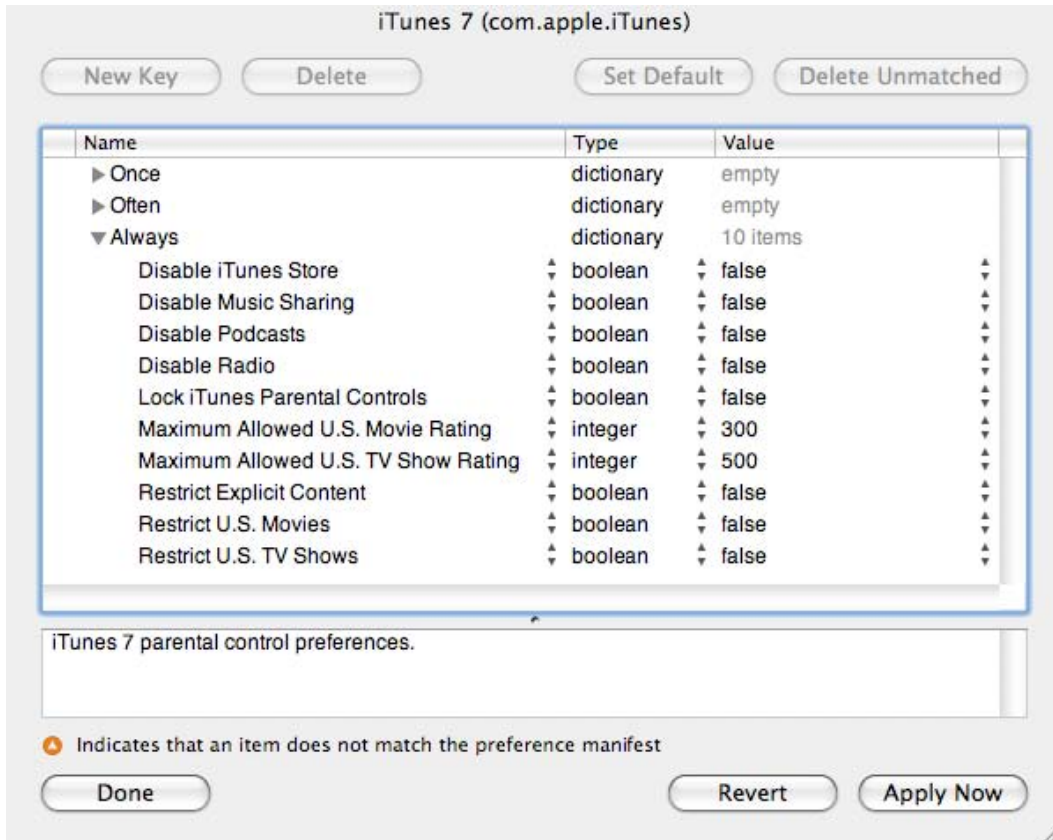 iTunes 7 (com.apple.iTunes)
New Key Delete Set Default Delete Unmatched
Name Type Value
Once dictionary empty
Often dictionary empty
Always dictionary 10 items
Disable iTunes Store boolean false
Disable Music Sharing boolean false
Disable Podcasts boolean false
Disable Radio boolean false
Lock iTunes Parental Controls boolean false
Maximum Allowed U.S. Movie Rating integer 300
Maximum Allowed U.S. TV Show Rating integer 500
Restrict Explicit Content boolean false
Restrict U.S. Movies boolean false
Restrict U.S. TV Shows boolean false
iTunes 7 parental control preferences.
Indicates that an item does not match the preference manifest
Done Revert Apply Now